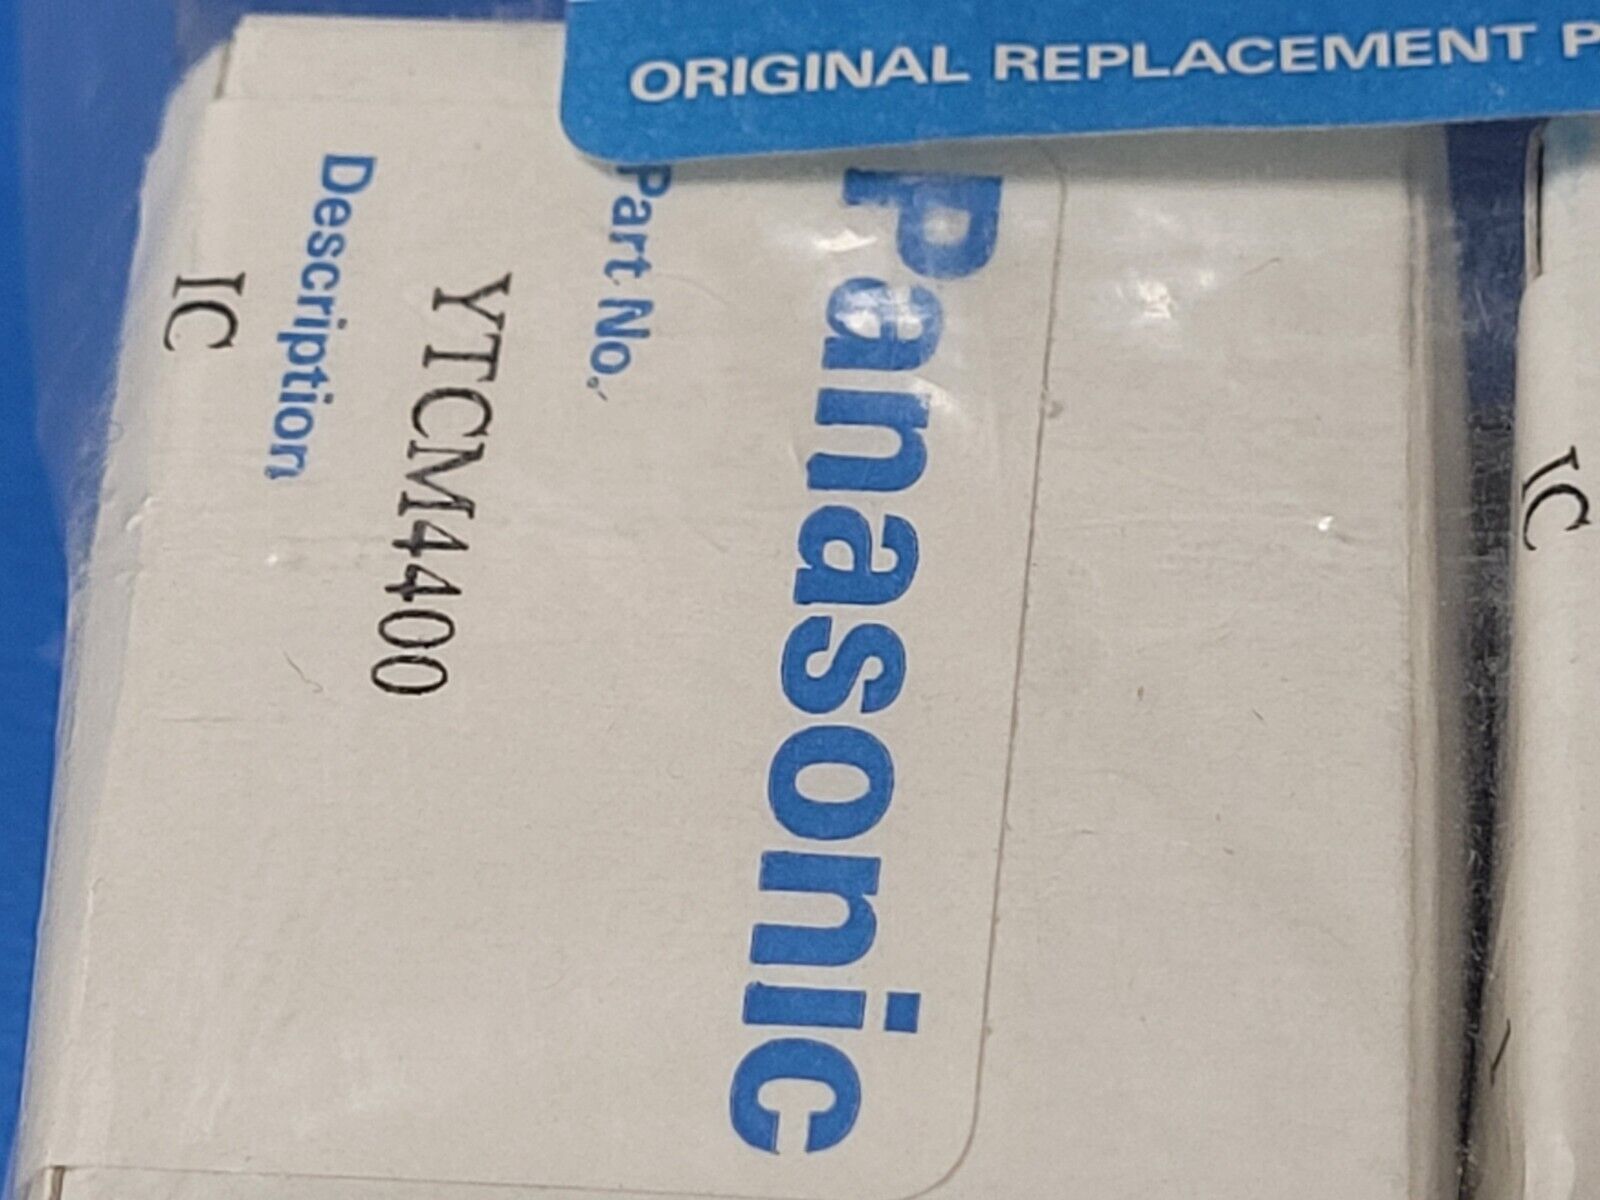 ORIGINAL REPLACEMENT P
Panasonic
Part No.
YTCM4400
Description
IC
IC